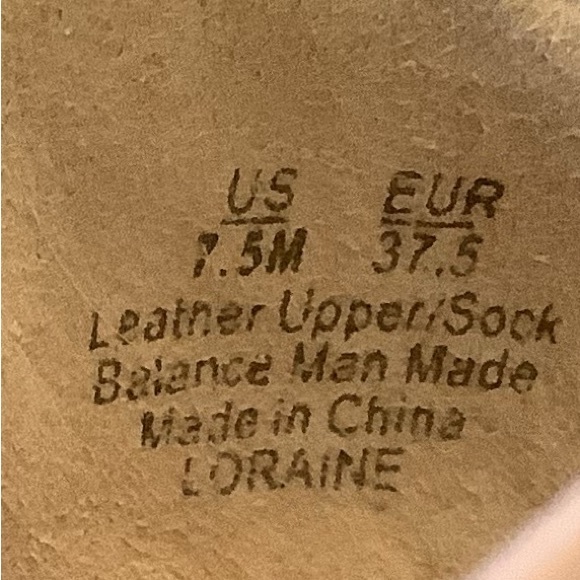 US EUR
7.5M 37.5
Leather Upper/Sock
Balance Man Made
Made in China
LORAINE